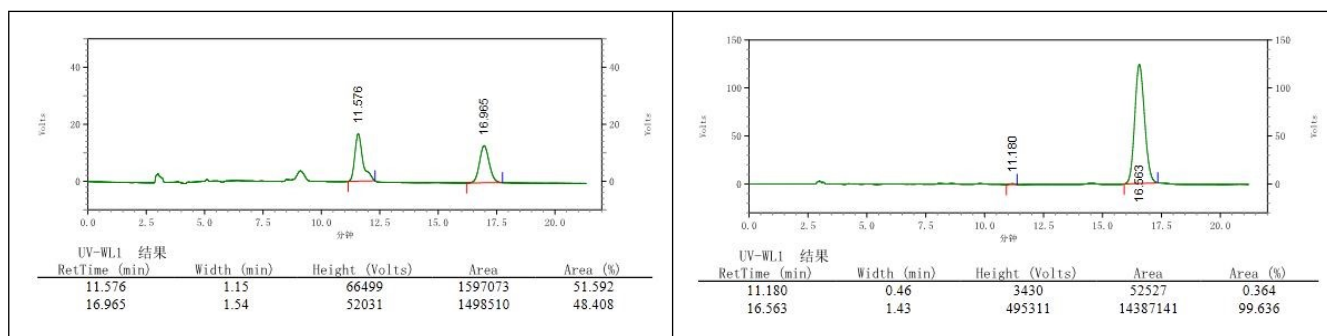 40
20
0
Volts
11.576
16.965
40
20
0
Volts
0.0 2.5 5.0 7.5 10.0 12.5 15.0 17.5 20.0
分钟
UV-WL1 结果
RetTime (min) Width (min) Height (Volts) Area Area (%)
11.576 1.15 66499 1597073 51.592
16.965 1.54 52031 1498510 48.408
150
100
50
0
Volts
11.180
16.563
150
100
50
0
Volts
0.0 2.5 5.0 7.5 10.0 12.5 15.0 17.5 20.0
分钟
UV-WL1 结果
RetTime (min) Width (min) Height (Volts) Area Area (%)
11.180 0.46 3430 52527 0.364
16.563 1.43 495311 14387141 99.636